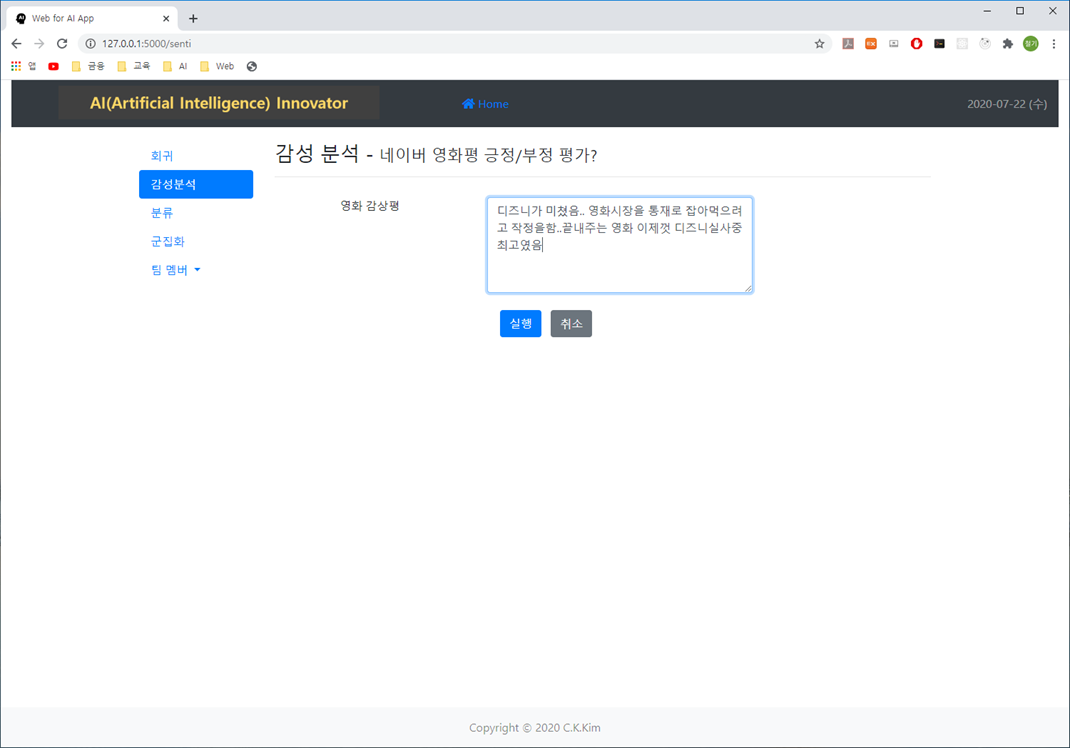 Web for AI App
127.0.0.1:5000/senti
앱 금융 교육 AI Web
AI(Artificial Intelligence) Innovator Home 2020-07-22 (수)
회귀
감성분석
분류
군집화
팀 멤버
감성 분석 - 네이버 영화평 긍정/부정 평가?
영화 감상평
디즈니가 미쳤음.. 영화시장을 통재로 잡아먹으려
고 작정을함..끝내주는 영화 이제껏 디즈니실사중
최고였음
실행 취소
Copyright © 2020 C.K.Kim